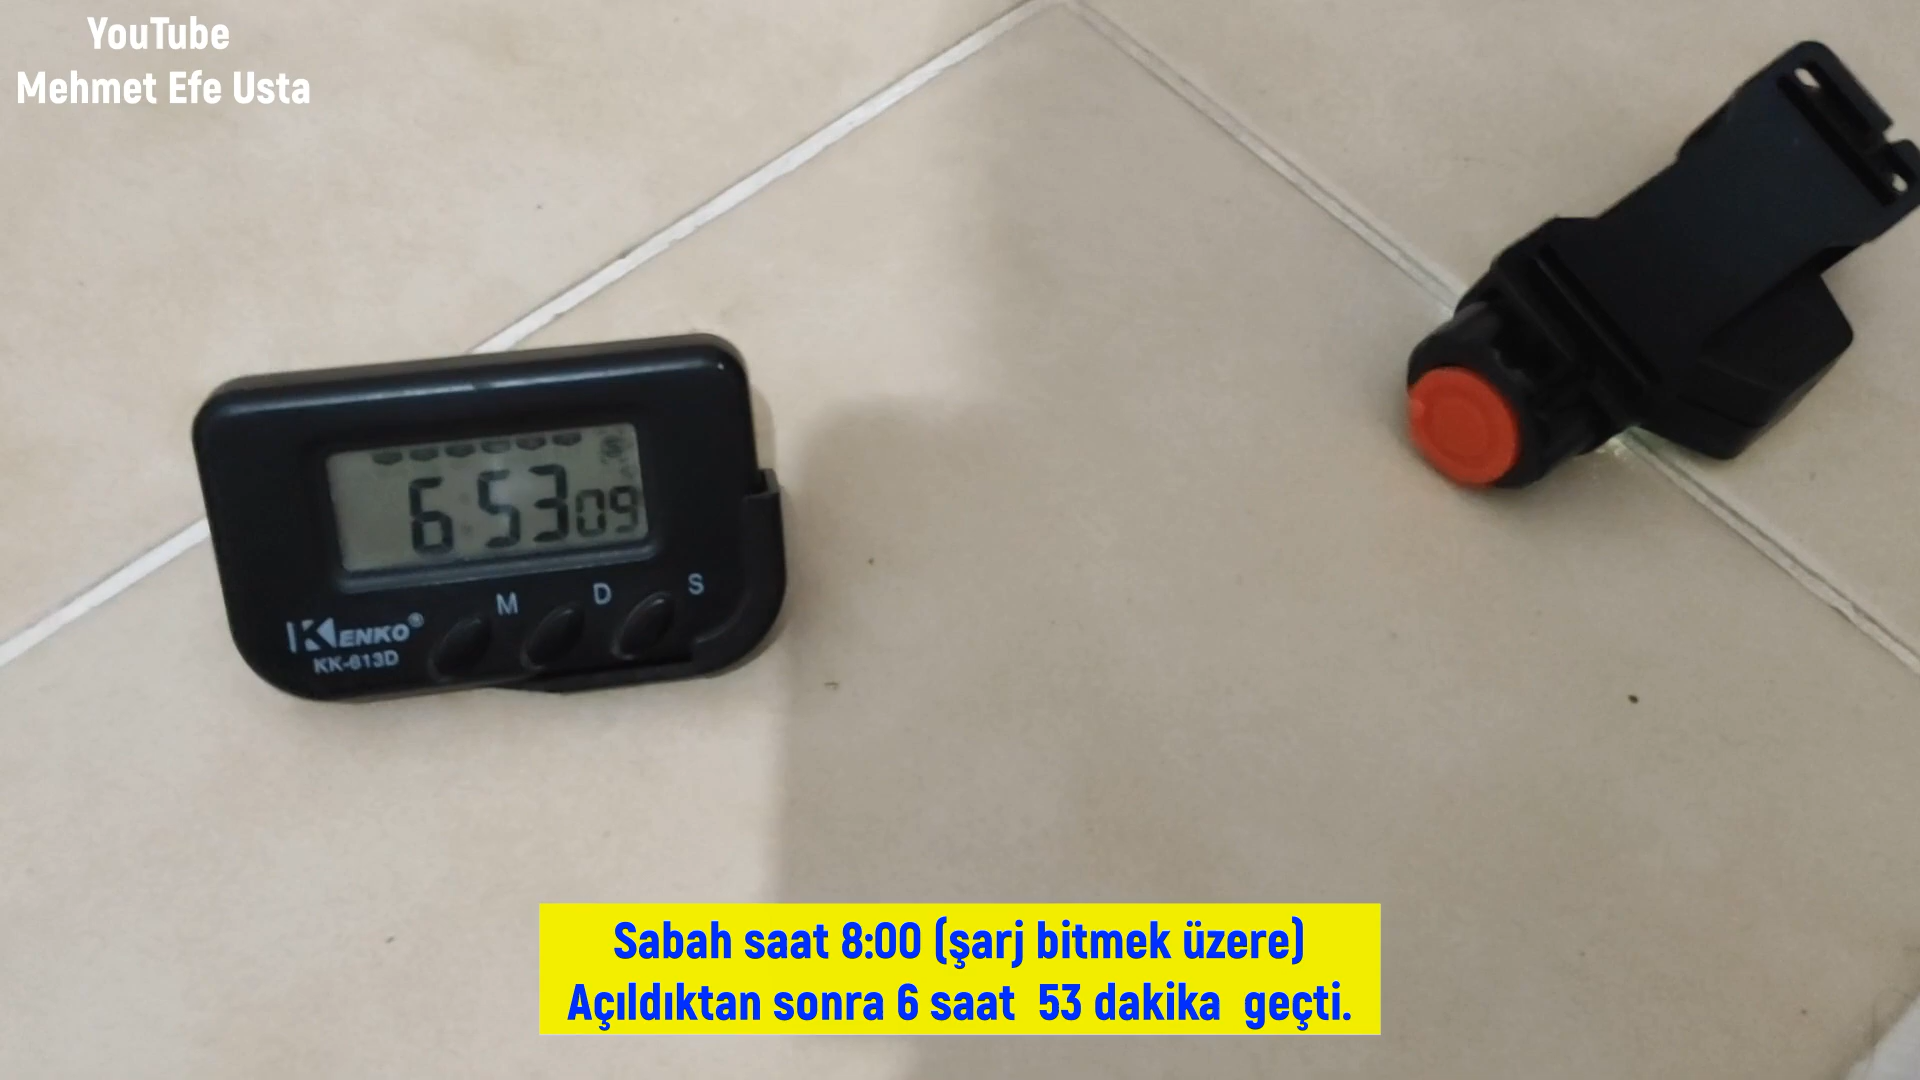 YouTube
Mehmet Efe Usta
6 53 09
M D S
KENKO®
KK-613D
Sabah saat 8:00 (şarj bitmek üzere)
Açıldıktan sonra 6 saat 53 dakika geçti.